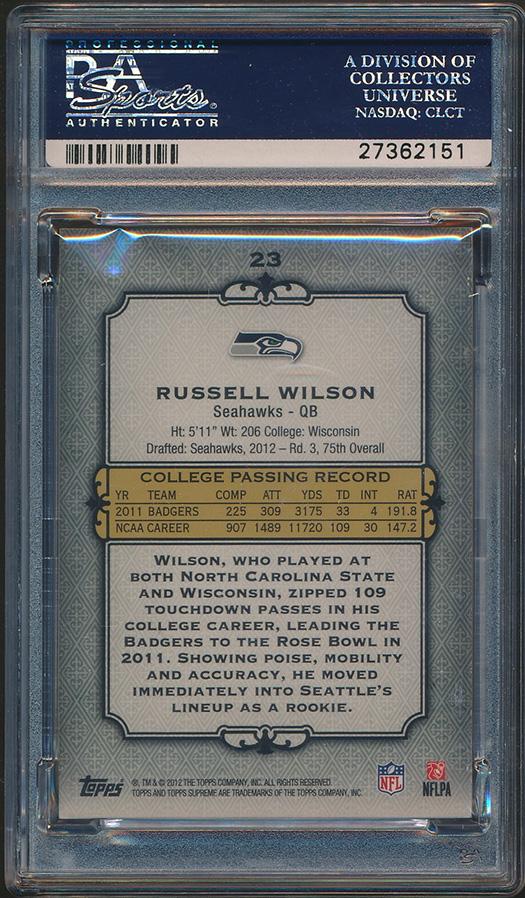 PROFESSIONAL
PSA
Sports
AUTHENTICATOR
A DIVISION OF
COLLECTORS
UNIVERSE
NASDAQ: CLCT
27362151
23
RUSSELL WILSON
Seahawks - QB
Ht: 5'11" Wt: 206 College: Wisconsin
Drafted: Seahawks, 2012 – Rd. 3, 75th Overall
COLLEGE PASSING RECORD
YR TEAM COMP ATT YDS TD INT RAT
2011 BADGERS 225 309 3175 33 4 191.8
NCAA CAREER 907 1489 11720 109 30 147.2
WILSON, WHO PLAYED AT
BOTH NORTH CAROLINA STATE
AND WISCONSIN, ZIPPED 109
TOUCHDOWN PASSES IN HIS
COLLEGE CAREER, LEADING THE
BADGERS TO THE ROSE BOWL IN
2011. SHOWING POISE, MOBILITY
AND ACCURACY, HE MOVED
IMMEDIATELY INTO SEATTLE'S
LINEUP AS A ROOKIE.
topps
®, TM & © 2012 THE TOPPS COMPANY, INC. ALL RIGHTS RESERVED.
TOPPS AND TOPPS SUPREME ARE TRADEMARKS OF THE TOPPS COMPANY, INC.
NFL
NFLPA